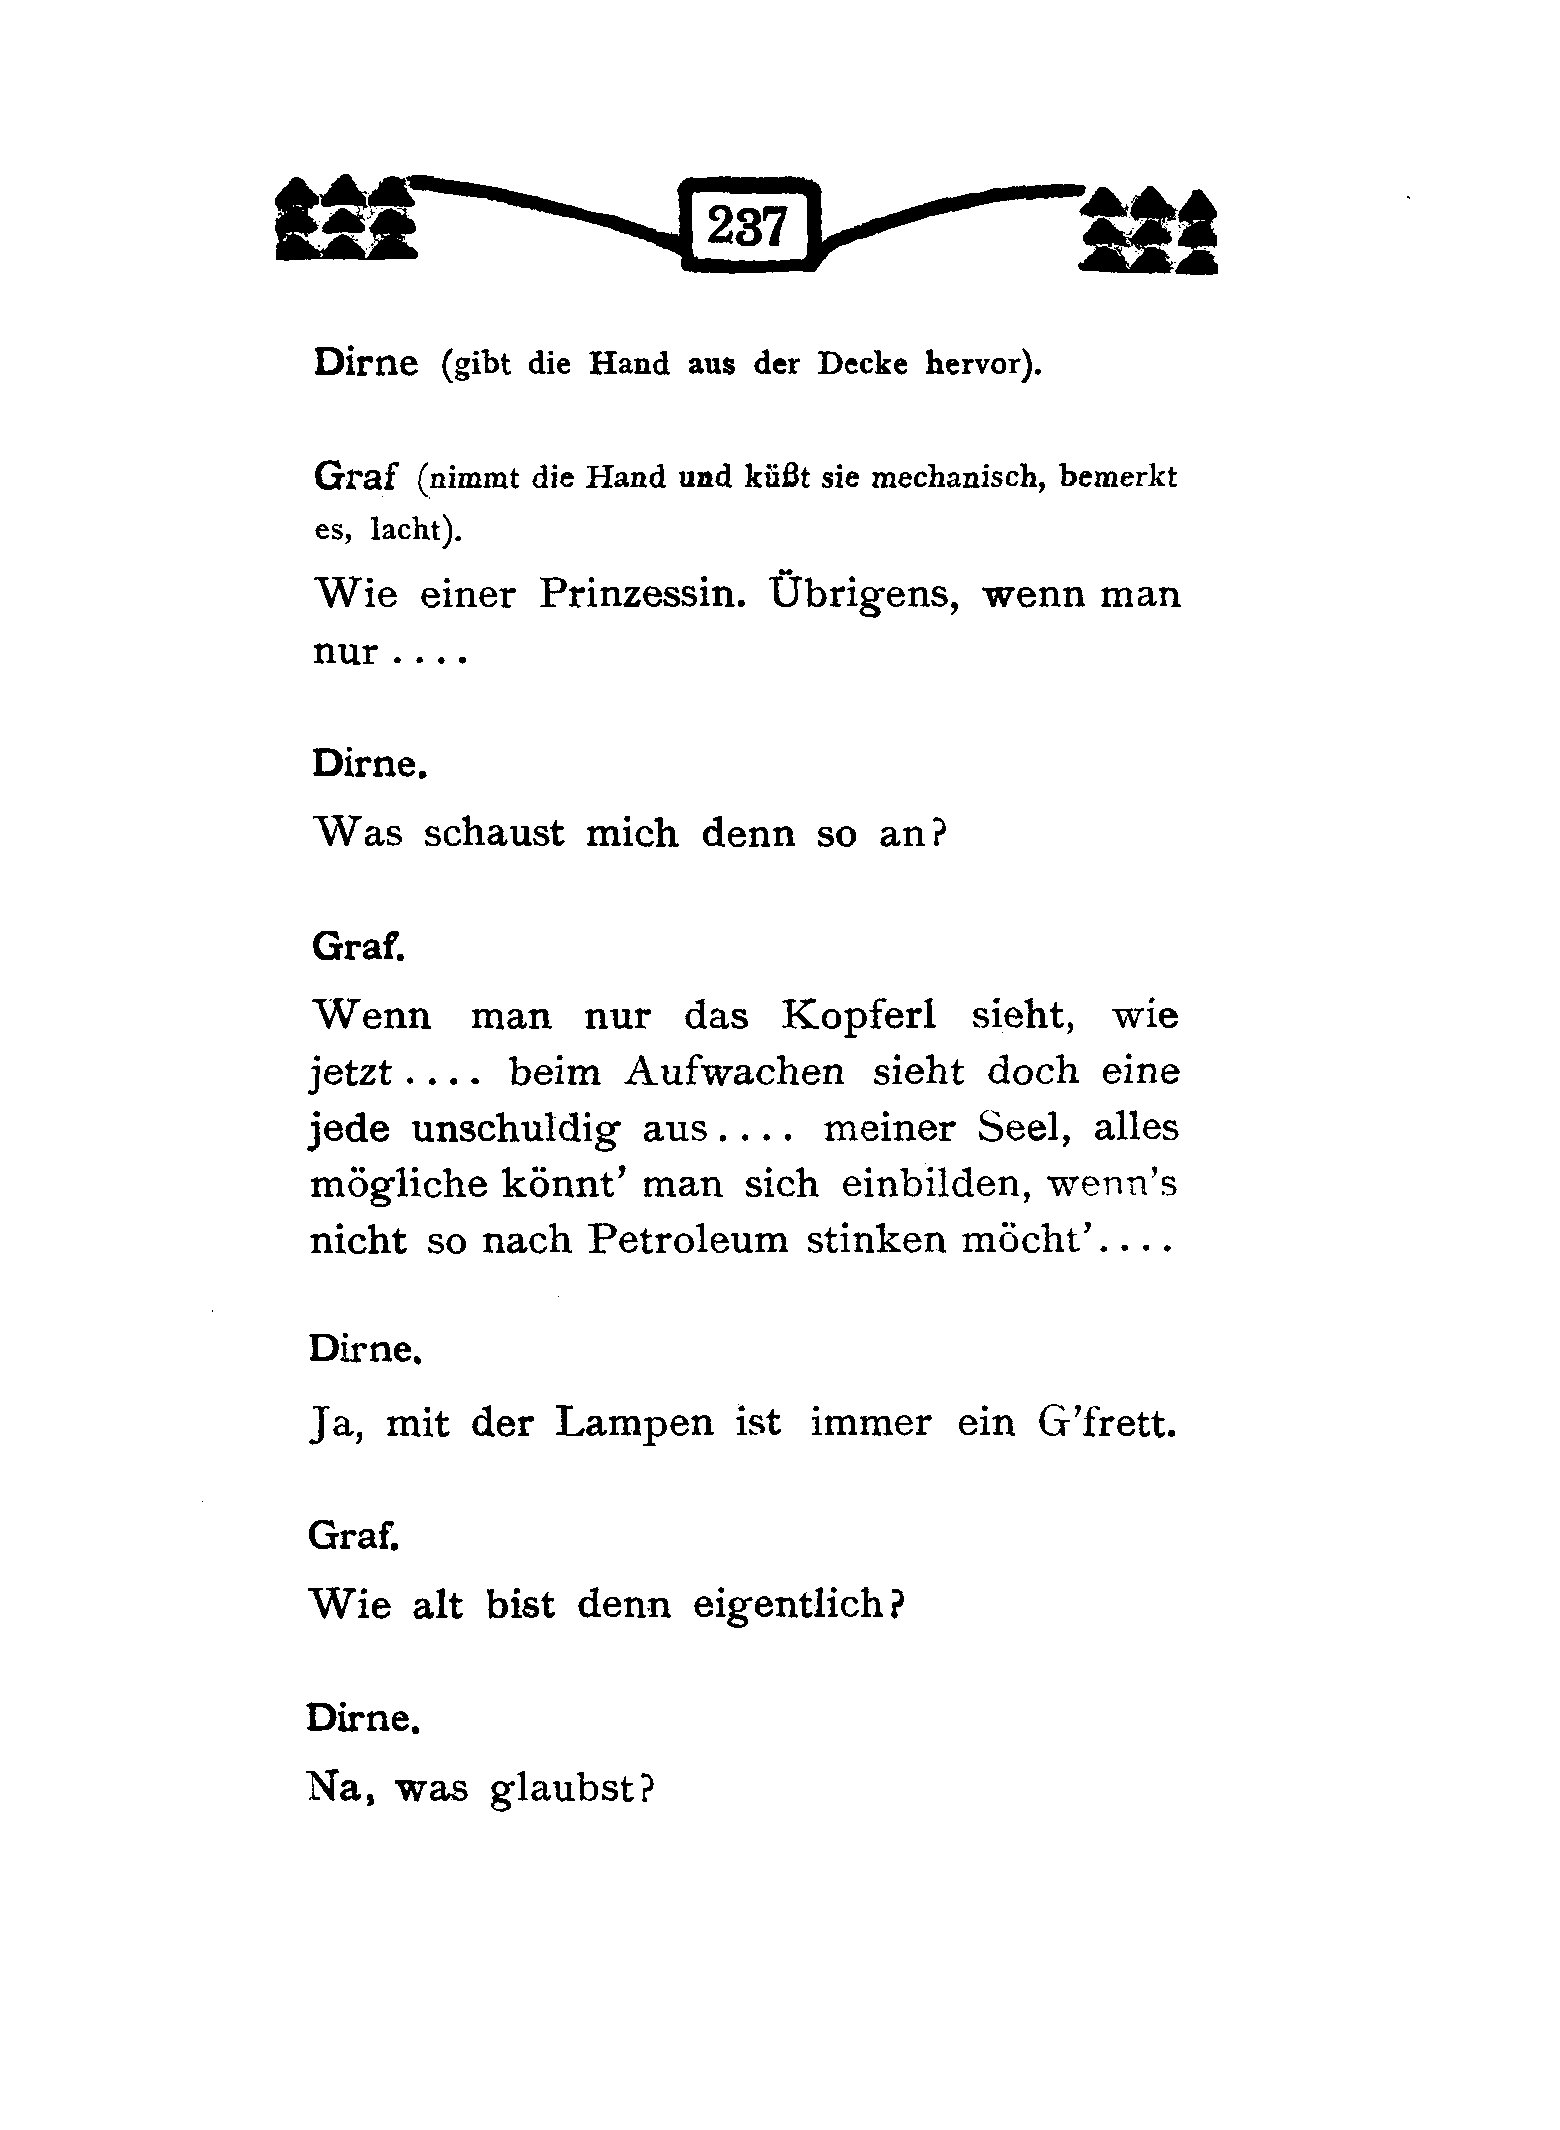 237
Dirne (gibt die Hand aus der Decke hervor).
Graf (nimmt die Hand und küßt sie mechanisch, bemerkt
es, lacht).
Wie einer Prinzessin. Übrigens, wenn man
nur . . . .
Dirne.
Was schaust mich denn so an?
Graf.
Wenn man nur das Kopferl sieht, wie
jetzt . . . . beim Aufwachen sieht doch eine
jede unschuldig aus . . . . meiner Seel, alles
mögliche könnt’ man sich einbilden, wenn’s
nicht so nach Petroleum stinken möcht’. . . .
Dirne.
Ja, mit der Lampen ist immer ein G’frett.
Graf.
Wie alt bist denn eigentlich?
Dirne.
Na, was glaubst?